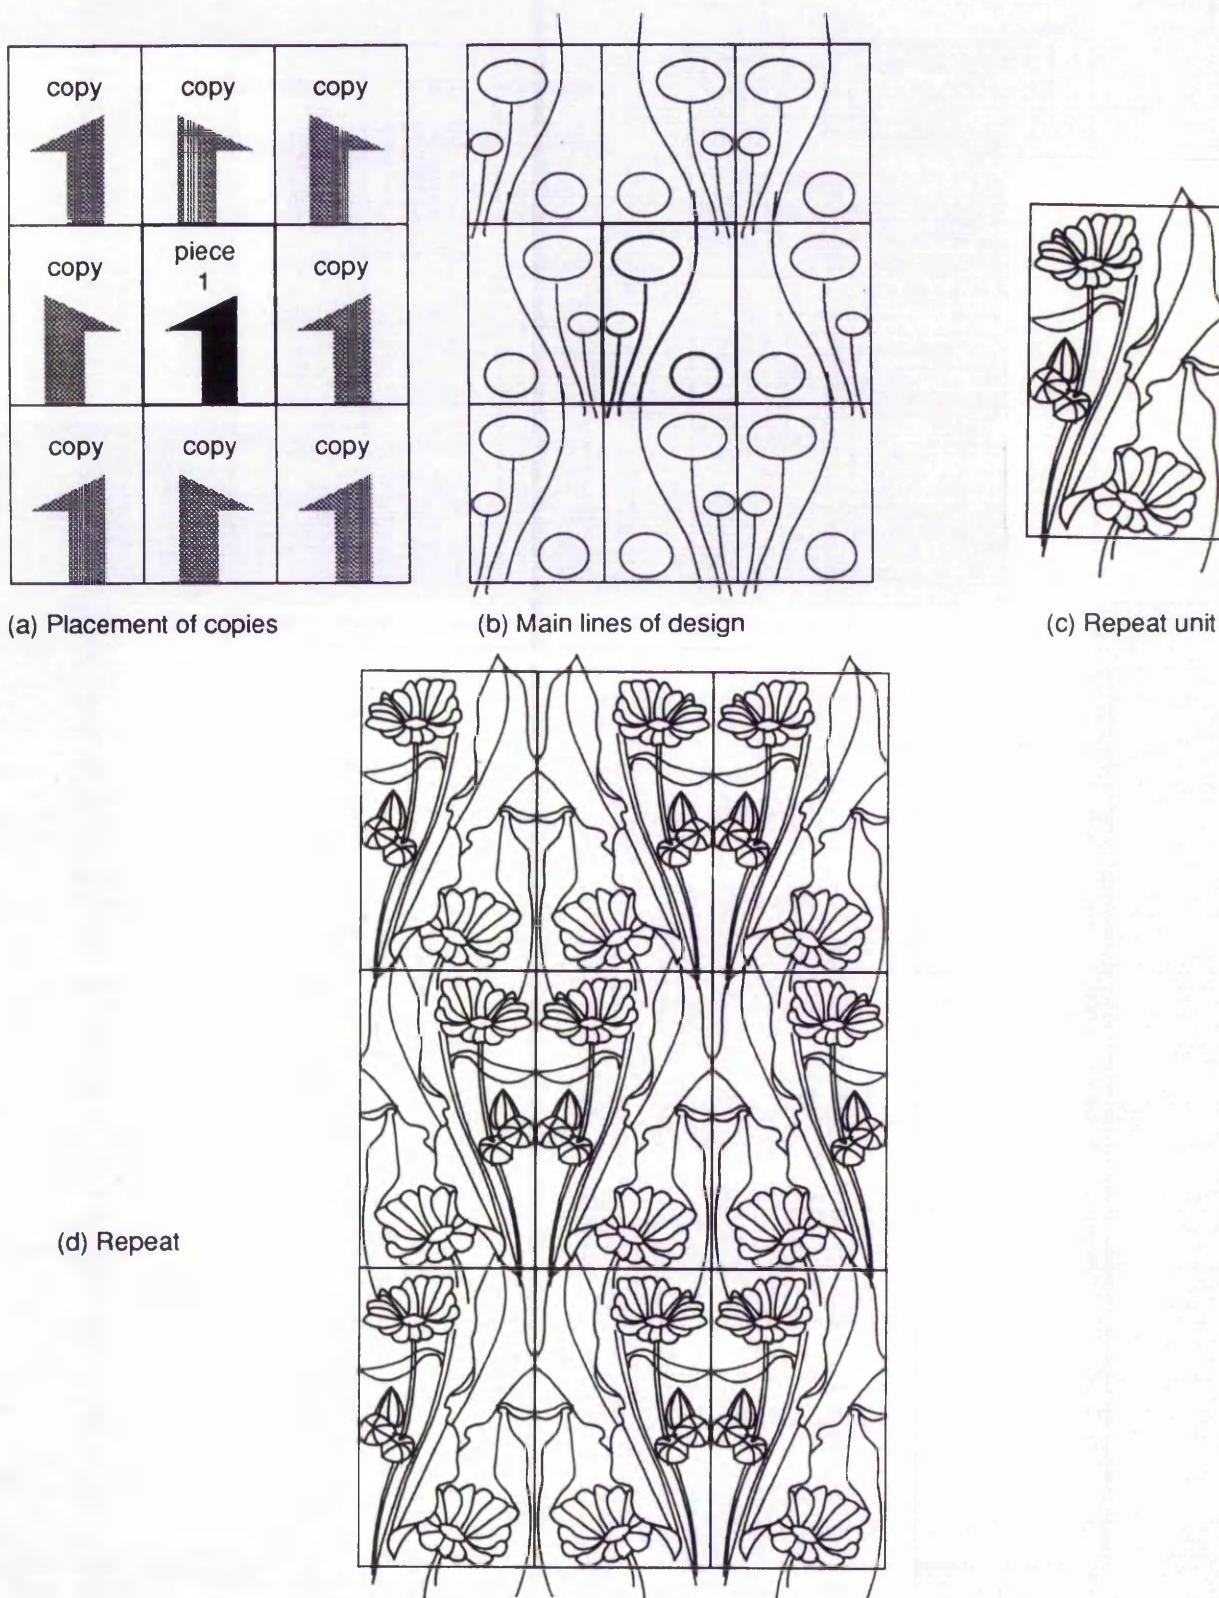 copy
copy
copy
copy
piece
1
copy
copy
copy
copy
(a) Placement of copies
(b) Main lines of design
(c) Repeat unit
(d) Repeat